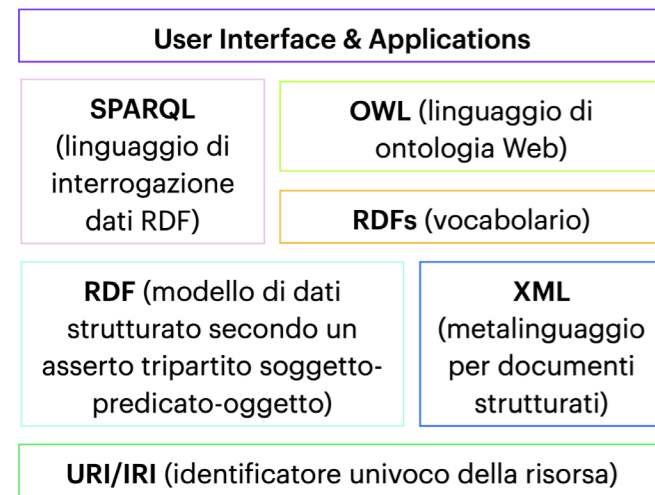 User Interface & Applications
SPARQL
(linguaggio di
interrogazione
dati RDF)
OWL (linguaggio di
ontologia Web)
RDFs (vocabolario)
RDF (modello di dati
strutturato secondo un
asserto tripartito soggetto-
predicato-oggetto)
XML
(metalinguaggio
per documenti
strutturati)
URI/IRI (identificatore univoco della risorsa)